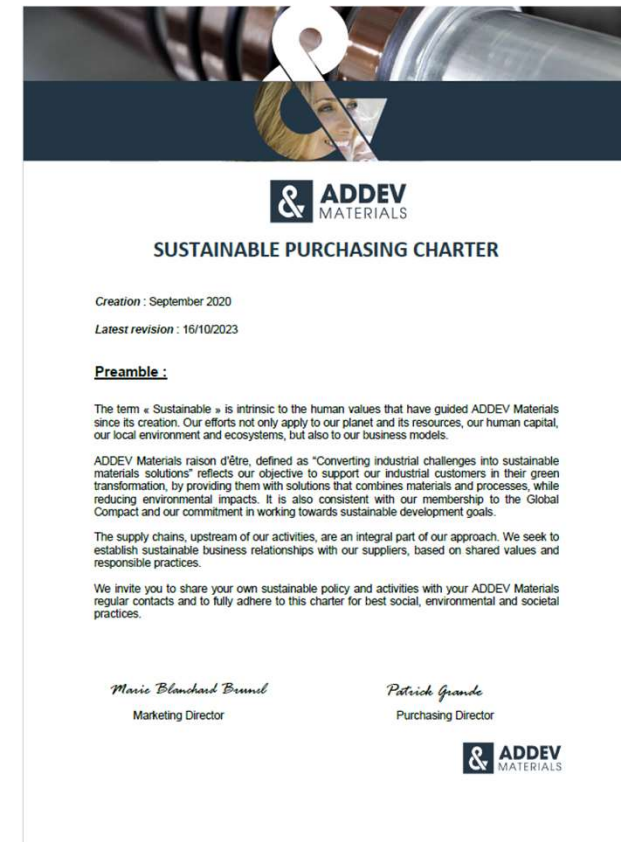 & ADDEV
MATERIALS
SUSTAINABLE PURCHASING CHARTER
Creation : September 2020
Latest revision : 16/10/2023
Preamble :
The term « Sustainable » is intrinsic to the human values that have guided ADDEV Materials
since its creation. Our efforts not only apply to our planet and its resources, our human capital,
our local environment and ecosystems, but also to our business models.
ADDEV Materials raison d'être, defined as “Converting industrial challenges into sustainable
materials solutions” reflects our objective to support our industrial customers in their green
transformation, by providing them with solutions that combines materials and processes, while
reducing environmental impacts. It is also consistent with our membership to the Global
Compact and our commitment in working towards sustainable development goals.
The supply chains, upstream of our activities, are an integral part of our approach. We seek to
establish sustainable business relationships with our suppliers, based on shared values and
responsible practices.
We invite you to share your own sustainable policy and activities with your ADDEV Materials
regular contacts and to fully adhere to this charter for best social, environmental and societal
practices.
Marie Blanchard Brunel Patrick Grande
Marketing Director Purchasing Director
& ADDEV
MATERIALS